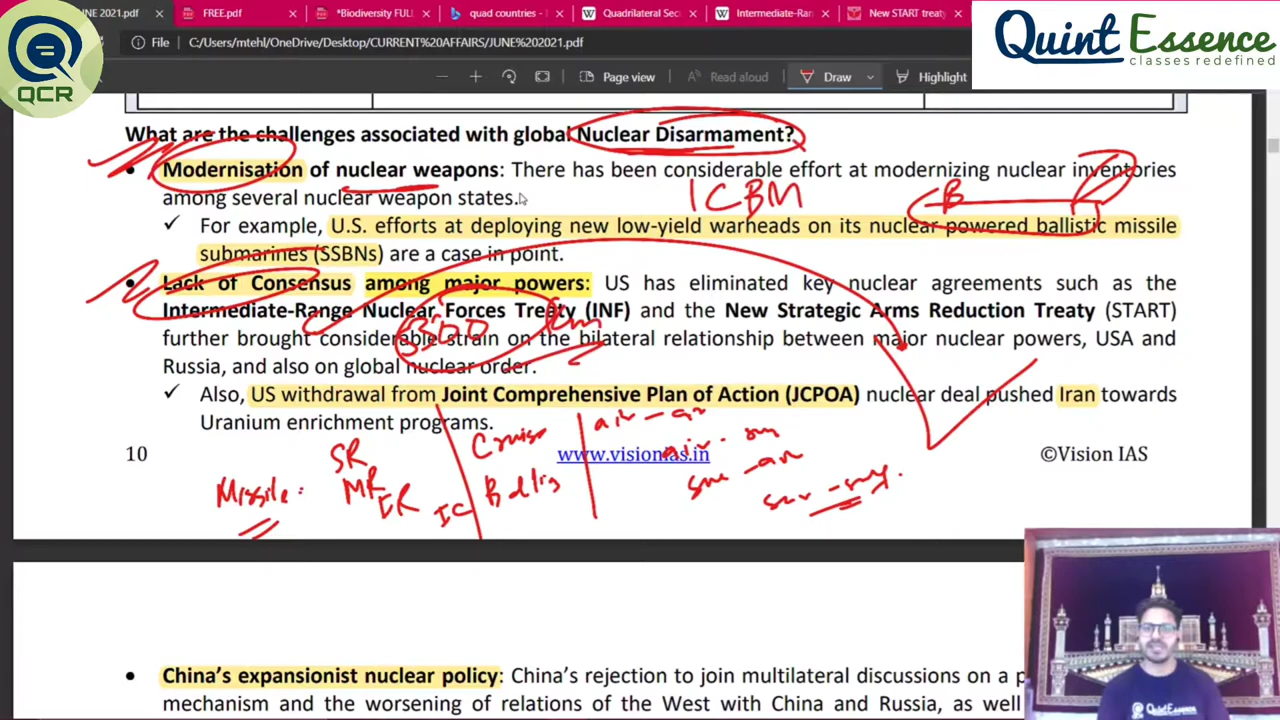 JUNE 2021.pdf
FREE.pdf
*Biodiversity FULL
quad countries -
Quadrilateral Sec
Intermediate-Ran
New START treaty
File
C:/Users/mtehl/OneDrive/Desktop/CURRENT%20AFFAIRS/JUNE%202021.pdf
Page view
Read aloud
Draw
Highlight
QCR
Quint Essence
classes redefined
What are the challenges associated with global Nuclear Disarmament?
• Modernisation of nuclear weapons: There has been considerable effort at modernizing nuclear inventories
among several nuclear weapon states.
ICBM
B
✓ For example, U.S. efforts at deploying new low-yield warheads on its nuclear powered ballistic missile
submarines (SSBNs) are a case in point.
• Lack of Consensus among major powers: US has eliminated key nuclear agreements such as the
Intermediate-Range Nuclear Forces Treaty (INF) and the New Strategic Arms Reduction Treaty (START)
5500 km
further brought considerable strain on the bilateral relationship between major nuclear powers, USA and
Russia, and also on global nuclear order.
✓ Also, US withdrawal from Joint Comprehensive Plan of Action (JCPOA) nuclear deal pushed Iran towards
Uranium enrichment programs.
10
www.visionias.in
©Vision IAS
Missile:
SR
MR
IR
IC
Cruise
air - air
• China's expansionist nuclear policy: China's rejection to join multilateral discussions on a p
mechanism and the worsening of relations of the West with China and Russia, as well
QuintEssence